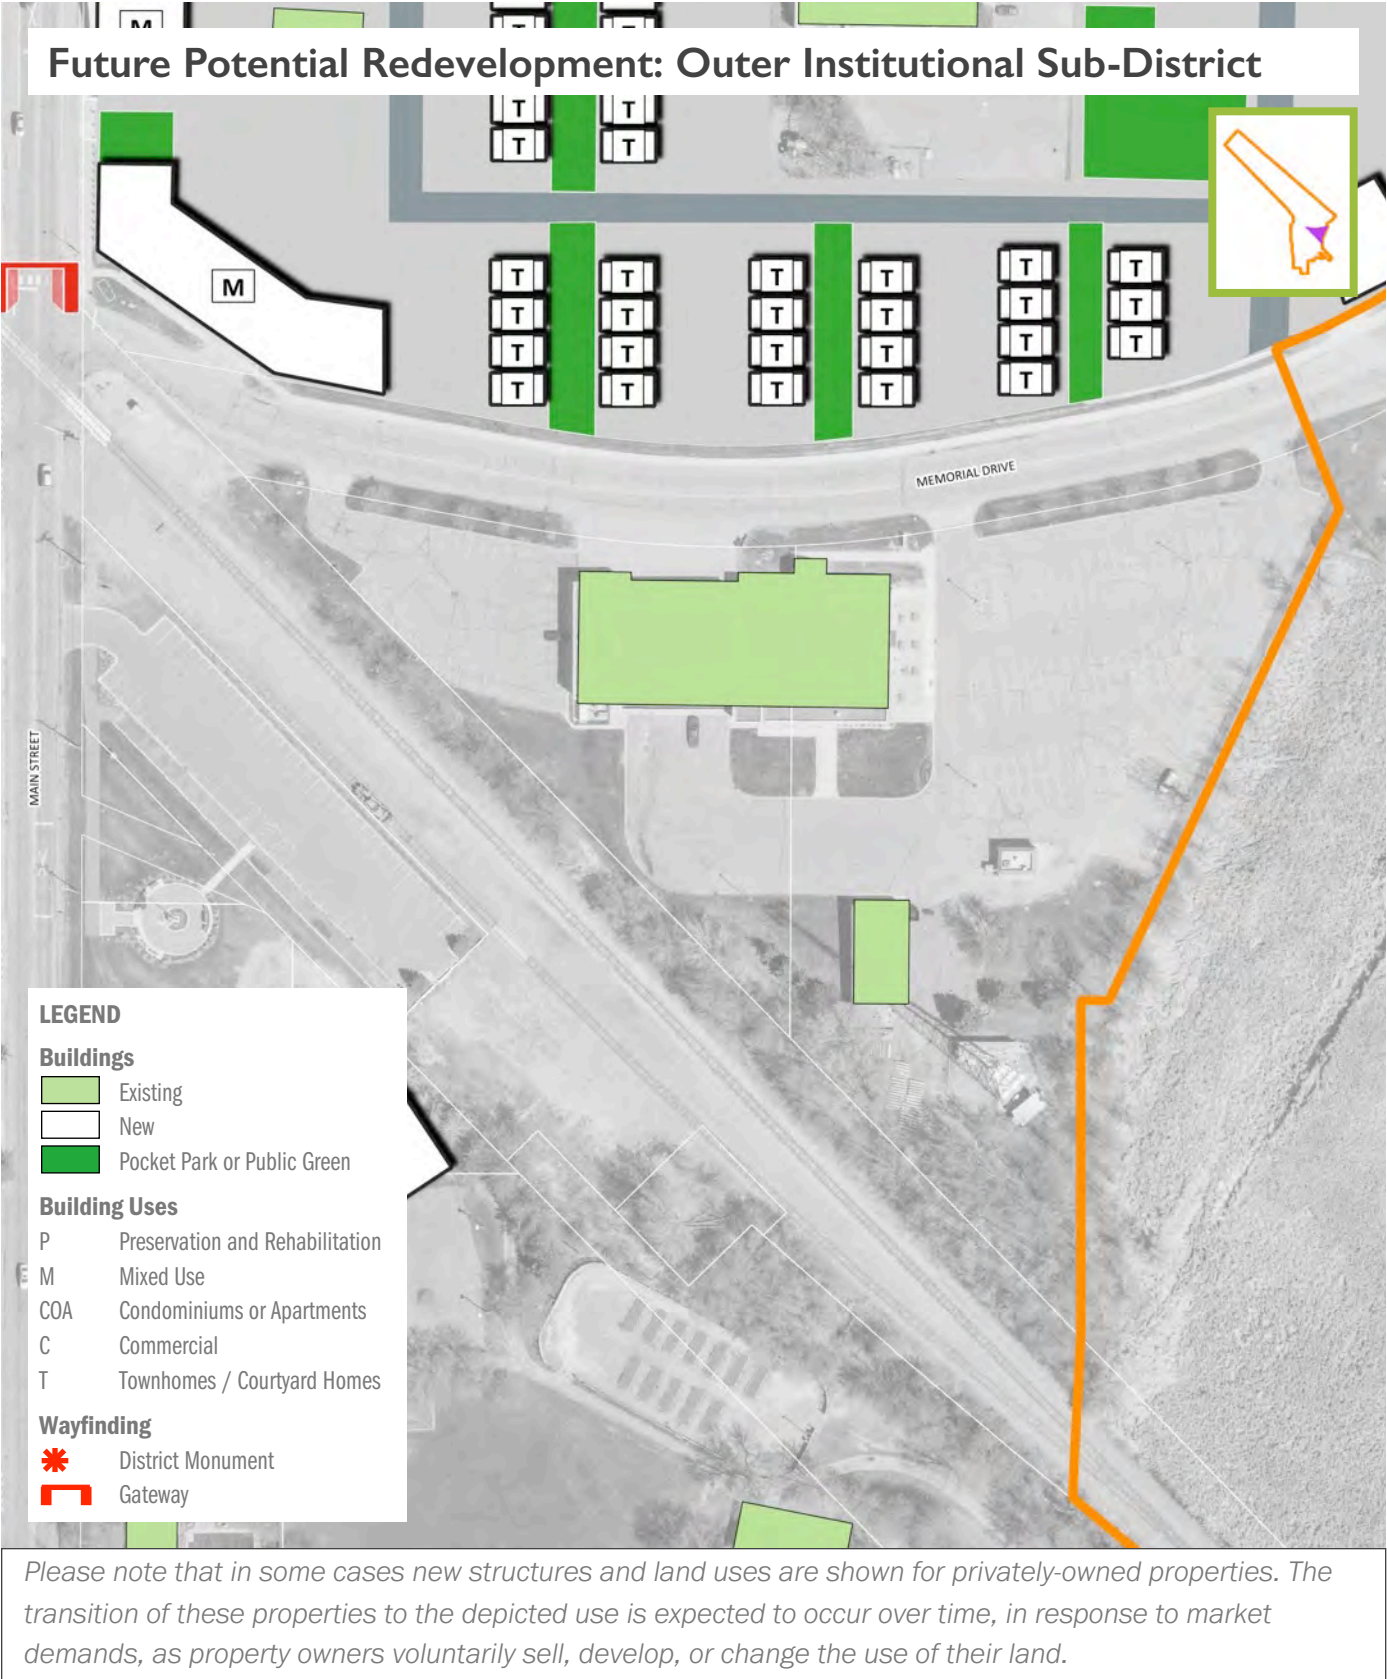 M
T T
Future Potential Redevelopment: Outer Institutional Sub-District
T T
T T
M
T T T T T T
T T T T T T
T T T T T T
T T T T T
MEMORIAL DRIVE
MAIN STREET
LEGEND
Buildings
Existing
New
Pocket Park or Public Green
Building Uses
P Preservation and Rehabilitation
M Mixed Use
COA Condominiums or Apartments
C Commercial
T Townhomes / Courtyard Homes
Wayfinding
District Monument
Gateway
Please note that in some cases new structures and land uses are shown for privately-owned properties. The
transition of these properties to the depicted use is expected to occur over time, in response to market
demands, as property owners voluntarily sell, develop, or change the use of their land.